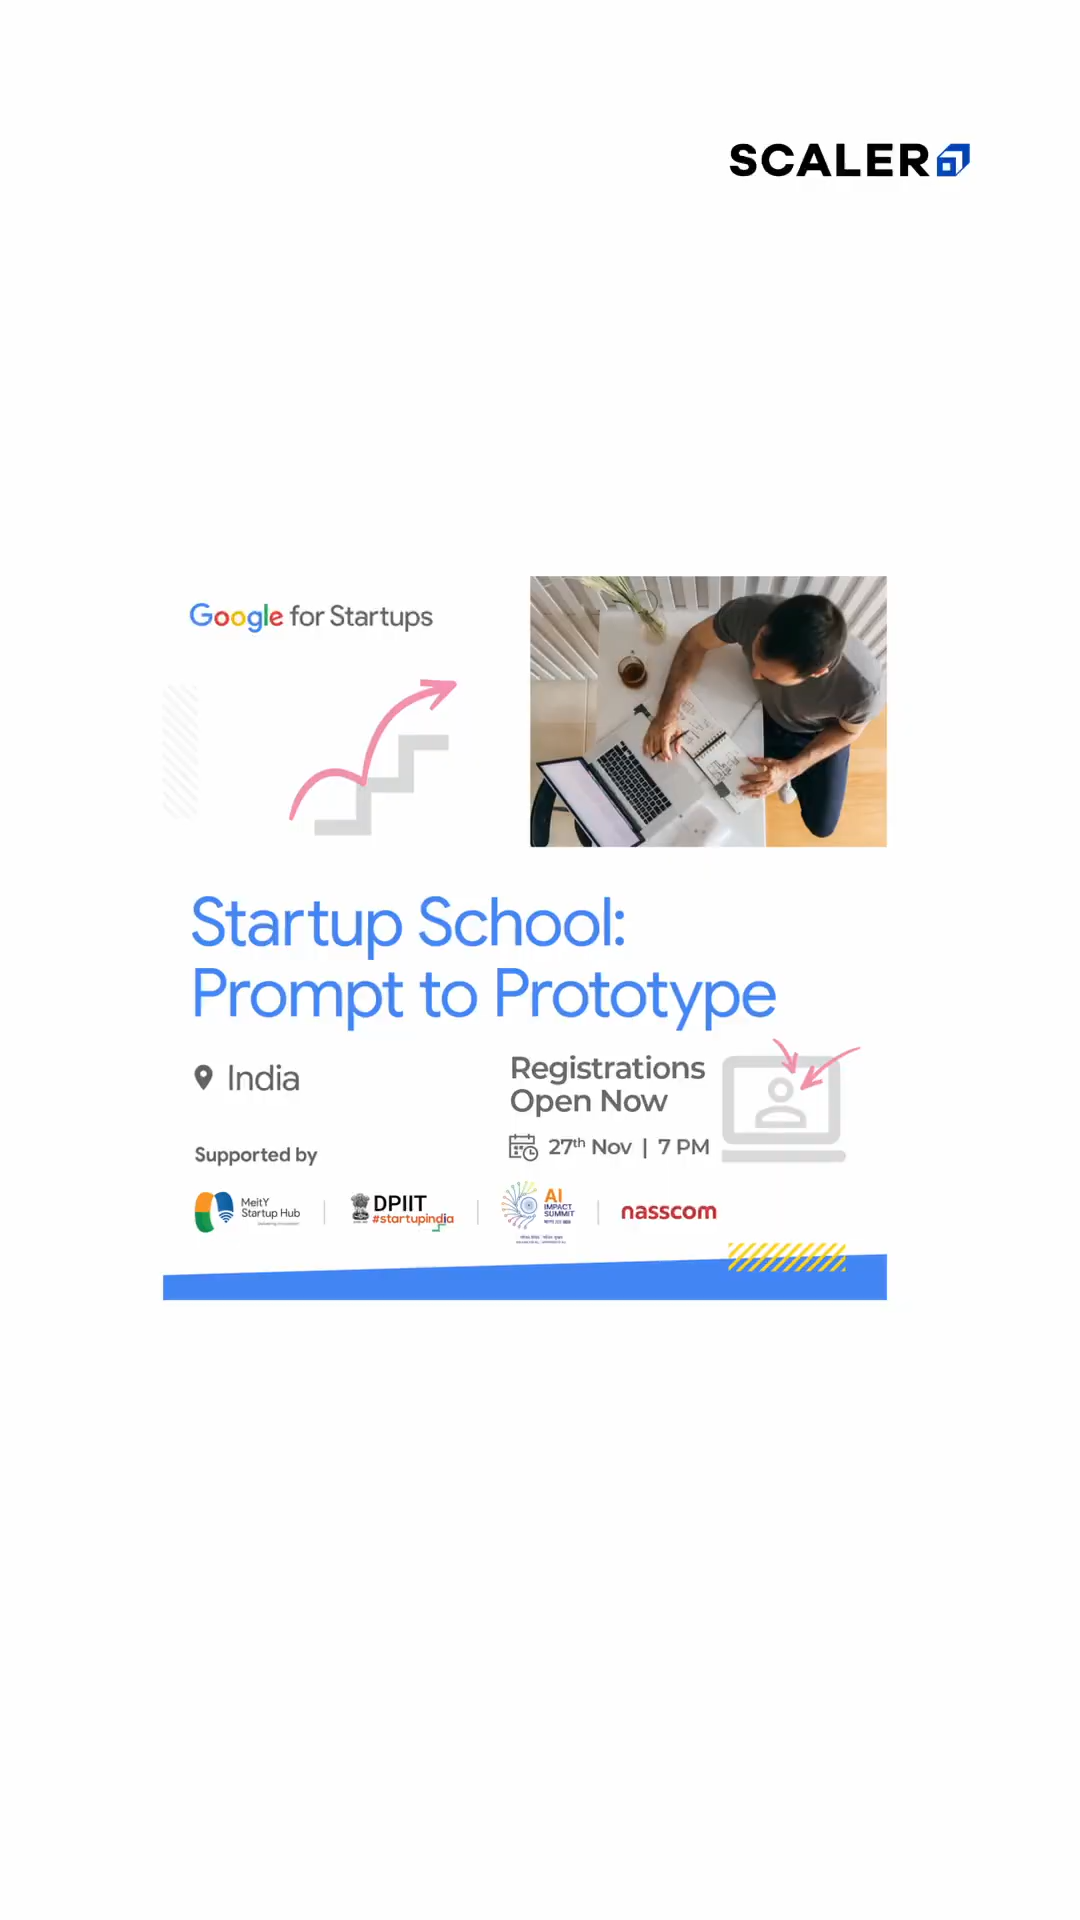 SCALER
Google for Startups
Startup School:
Prompt to Prototype
India
Registrations
Open Now
27th Nov | 7 PM
Supported by
MeitY
Startup Hub
DPIIT
#startupindia
AI
IMPACT
SUMMIT
nasscom